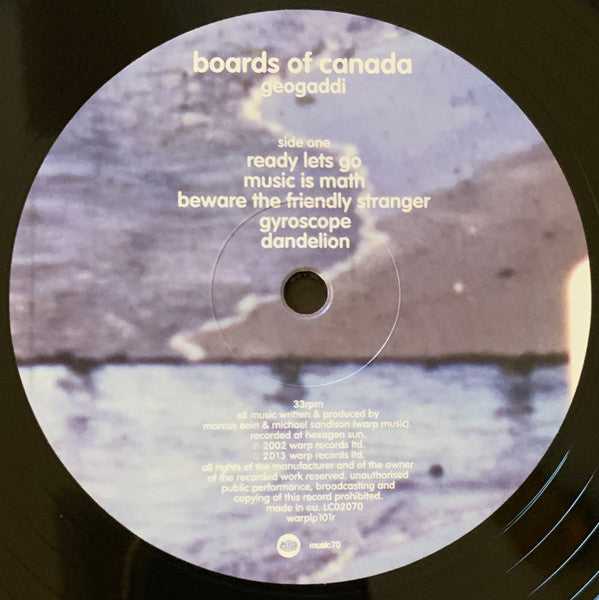 boards of canada
geogaddi
side one
ready lets go
music is math
beware the friendly stranger
gyroscope
dandelion
33rpm
all music written & produced by
marcus eoin & michael sandison (warp music).
recorded at hexagon sun.
℗ 2002 warp records ltd.
© 2013 warp records ltd.
all rights of the manufacturer and of the owner
of the recorded work reserved. unauthorised
public performance, broadcasting and
copying of this record prohibited.
made in eu. LC02070
warplp101r
music70